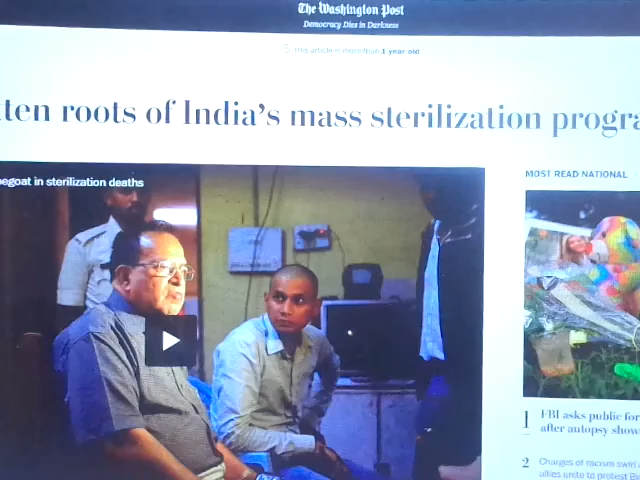 The Washington Post
Democracy Dies in Darkness
This article is more than 1 year old
tten roots of India's mass sterilization progra
egoat in sterilization deaths
MOST READ NATIONAL
1 FBI asks public for
after autopsy show
2 Charges of racism swirl
allies unite to protest